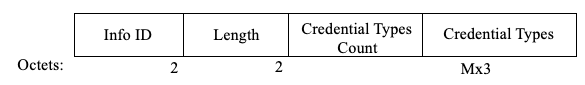 Info ID
Length
Credential Types
Count
Credential Types
Octets:
2
2
Mx3